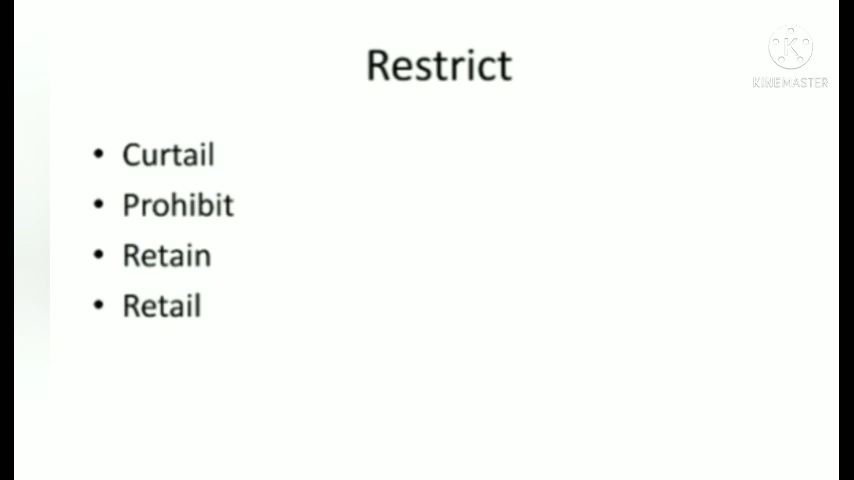 Restrict
K
KINEMASTER
• Curtail
• Prohibit
• Retain
• Retail